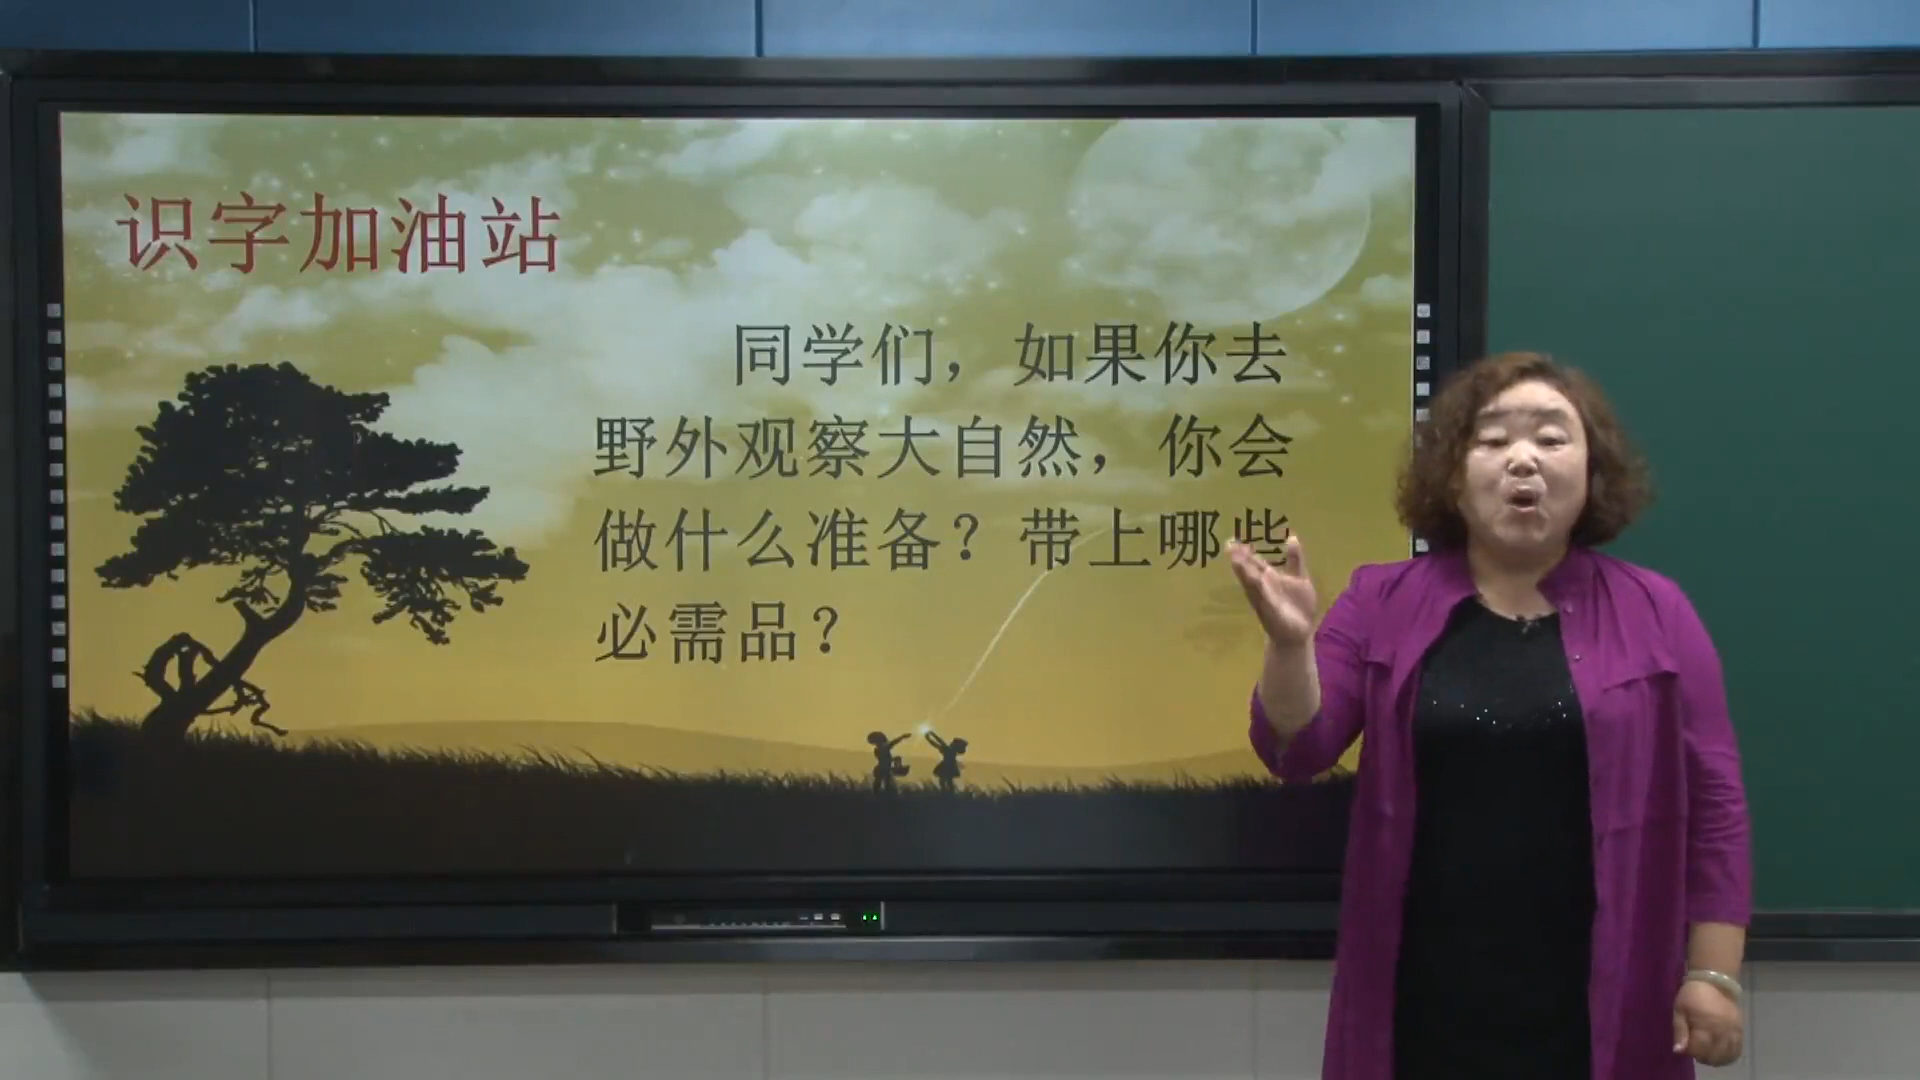 识字加油站
同学们，如果你去
野外观察大自然，你会
做什么准备？带上哪些
必需品？